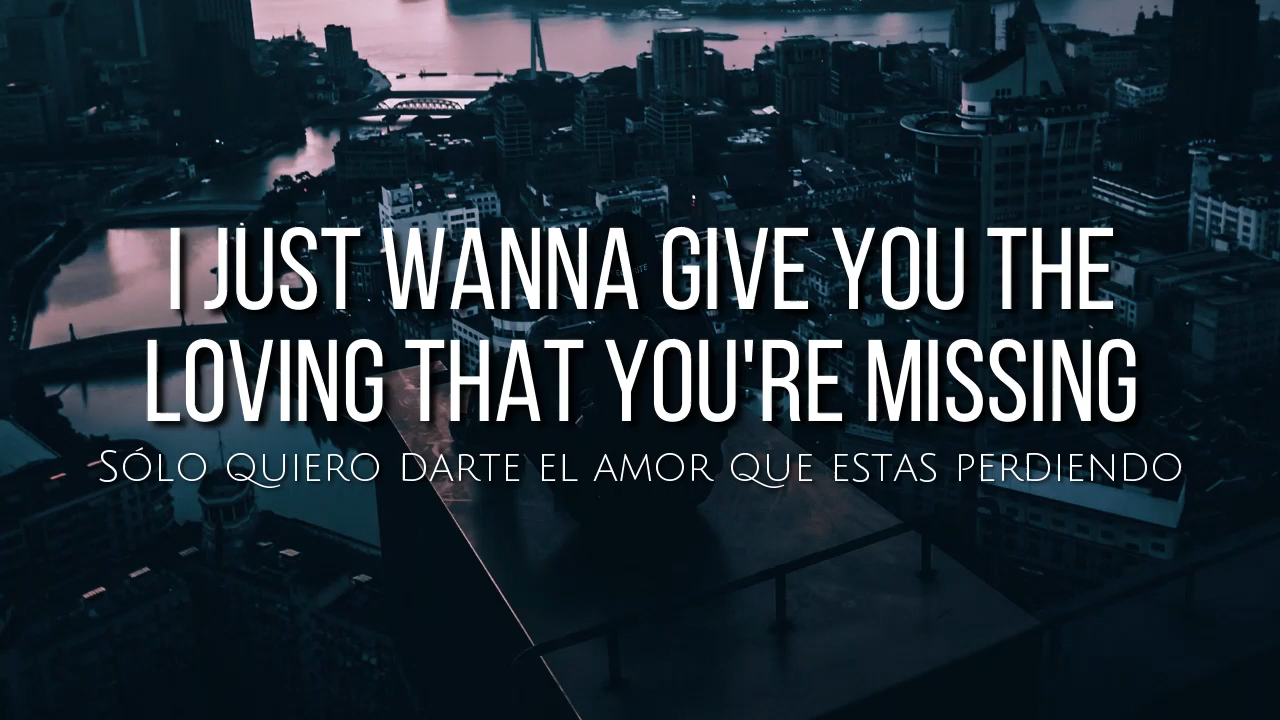 I JUST WANNA GIVE YOU THE
LOVING THAT YOU'RE MISSING
Sólo quiero darte el amor que estas perdiendo